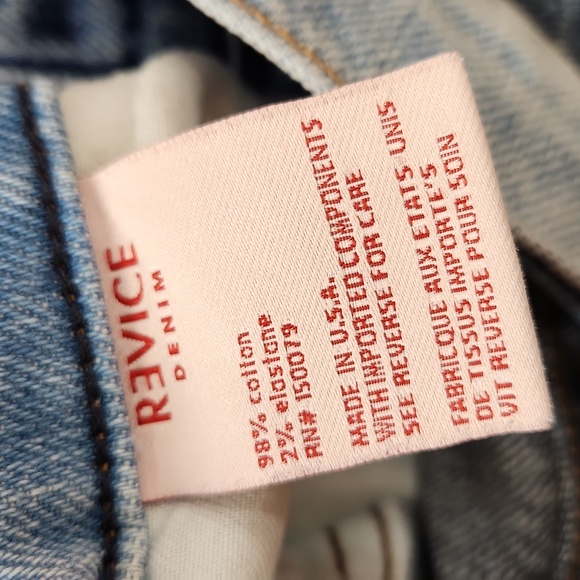 RƎVICE
DENIM
98% cotton
2% elastane
RN# 150079
MADE IN U.S.A.
WITH IMPORTED COMPONENTS
SEE REVERSE FOR CARE
FABRIQUE AUX ETATS UNIS
DE TISSUS IMPORTE'S
VIT REVERSE POUR SOIN